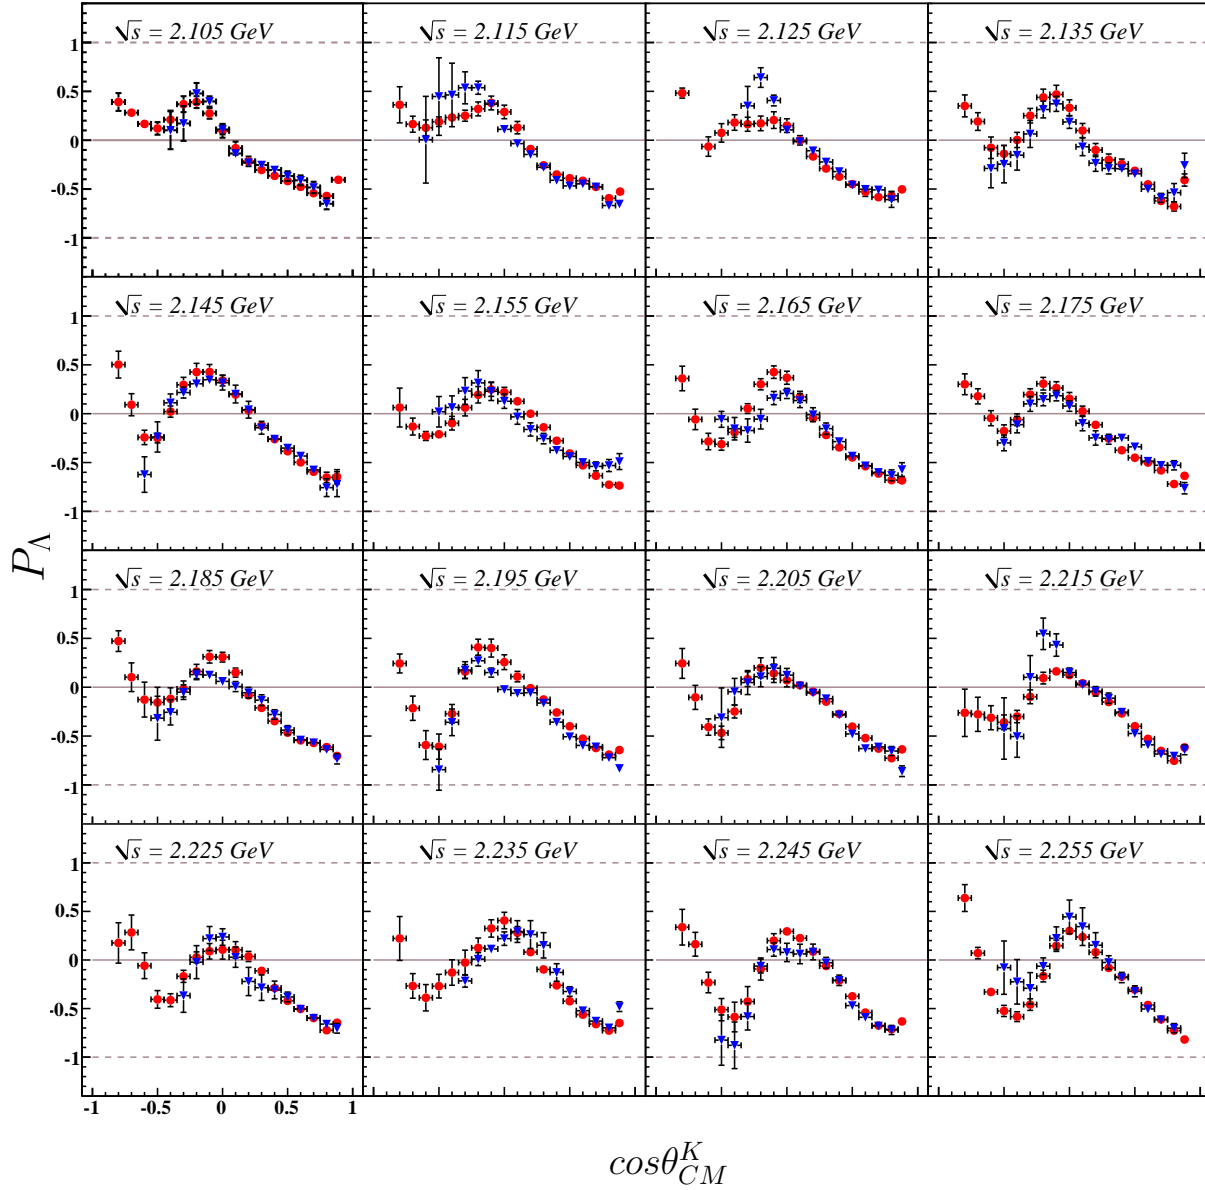 √s = 2.105 GeV
√s = 2.115 GeV
√s = 2.125 GeV
√s = 2.135 GeV
1
0.5
0
-0.5
-1
√s = 2.145 GeV
√s = 2.155 GeV
√s = 2.165 GeV
√s = 2.175 GeV
1
0.5
0
-0.5
-1
P_Λ
√s = 2.185 GeV
√s = 2.195 GeV
√s = 2.205 GeV
√s = 2.215 GeV
1
0.5
0
-0.5
-1
√s = 2.225 GeV
√s = 2.235 GeV
√s = 2.245 GeV
√s = 2.255 GeV
1
0.5
0
-0.5
-1
-1 -0.5 0 0.5 1
cosθ^K_CM